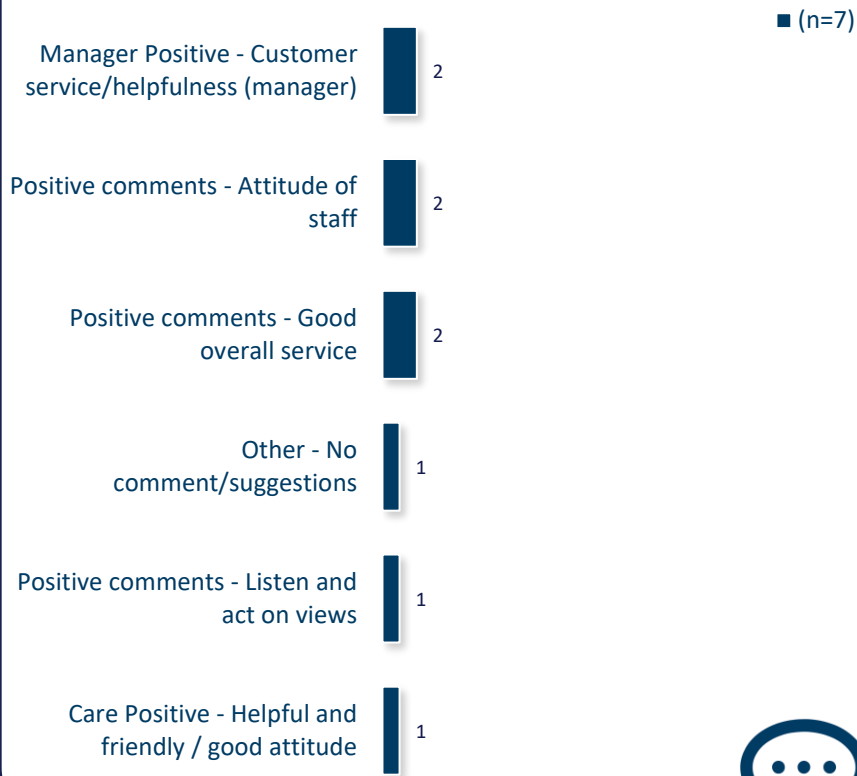 (n=7)
Manager Positive - Customer
service/helpfulness (manager)
2
Positive comments - Attitude of
staff
2
Positive comments - Good
overall service
2
Other - No
comment/suggestions
1
Positive comments - Listen and
act on views
1
Care Positive - Helpful and
friendly / good attitude
1